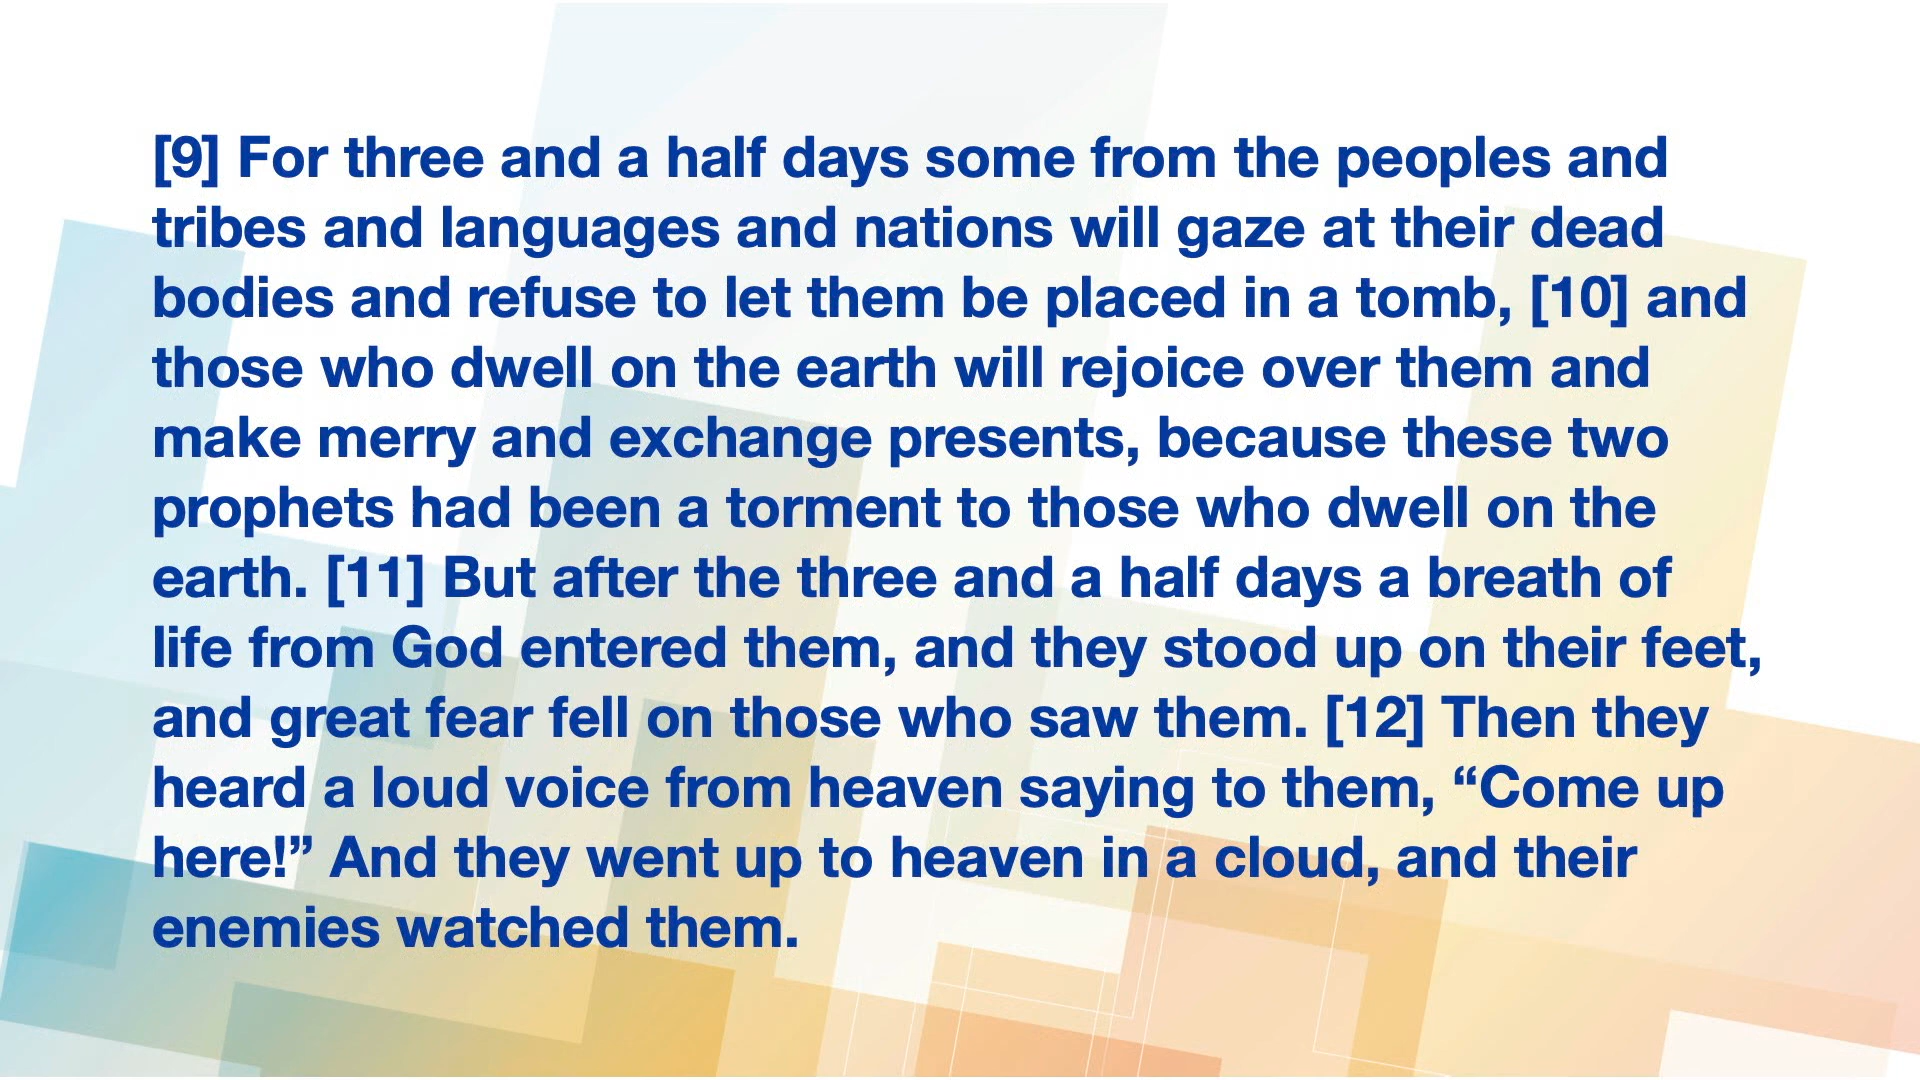 [9] For three and a half days some from the peoples and
tribes and languages and nations will gaze at their dead
bodies and refuse to let them be placed in a tomb, [10] and
those who dwell on the earth will rejoice over them and
make merry and exchange presents, because these two
prophets had been a torment to those who dwell on the
earth. [11] But after the three and a half days a breath of
life from God entered them, and they stood up on their feet,
and great fear fell on those who saw them. [12] Then they
heard a loud voice from heaven saying to them, “Come up
here!” And they went up to heaven in a cloud, and their
enemies watched them.